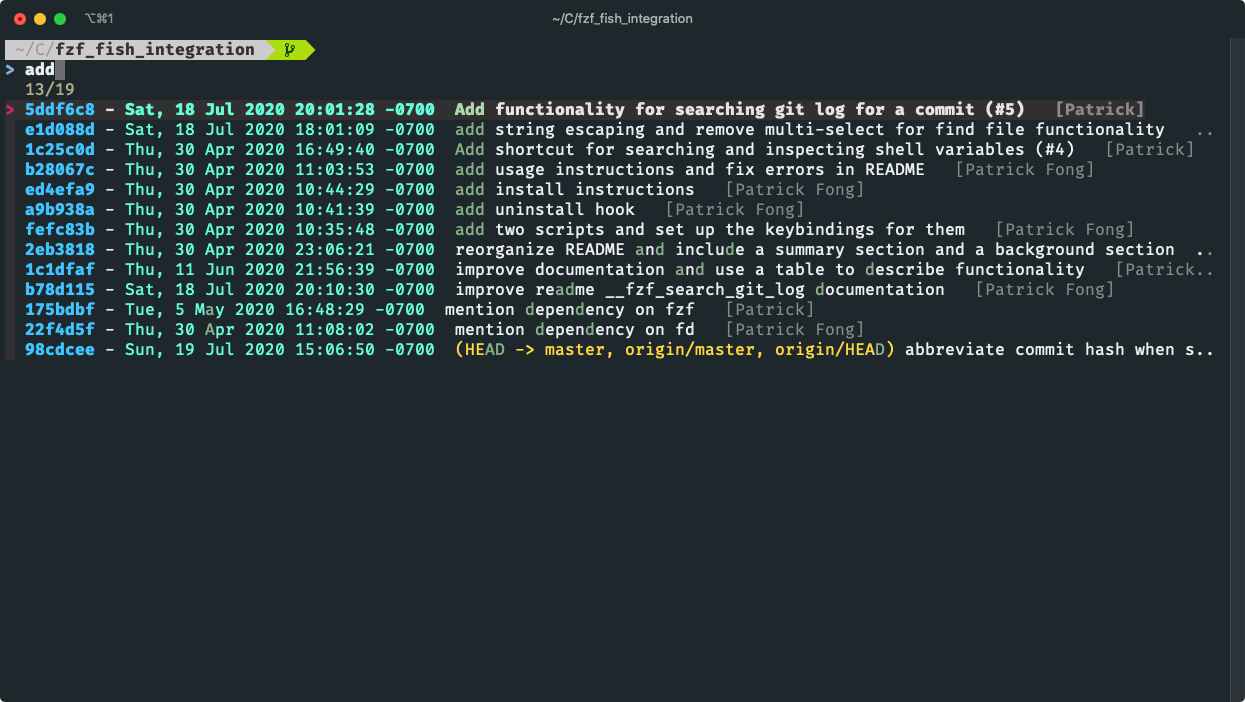 ⌥⌘1 ~/C/fzf_fish_integration
~/C/fzf_fish_integration
> add
13/19
> 5ddf6c8 - Sat, 18 Jul 2020 20:01:28 -0700  Add functionality for searching git log for a commit (#5)   [Patrick]
e1d088d - Sat, 18 Jul 2020 18:01:09 -0700  add string escaping and remove multi-select for find file functionality   ..
1c25c0d - Thu, 30 Apr 2020 16:49:40 -0700  Add shortcut for searching and inspecting shell variables (#4)   [Patrick]
b28067c - Thu, 30 Apr 2020 11:03:53 -0700  add usage instructions and fix errors in README   [Patrick Fong]
ed4efa9 - Thu, 30 Apr 2020 10:44:29 -0700  add install instructions   [Patrick Fong]
a9b938a - Thu, 30 Apr 2020 10:41:39 -0700  add uninstall hook   [Patrick Fong]
fefc83b - Thu, 30 Apr 2020 10:35:48 -0700  add two scripts and set up the keybindings for them   [Patrick Fong]
2eb3818 - Thu, 30 Apr 2020 23:06:21 -0700  reorganize README and include a summary section and a background section  ..
1c1dfaf - Thu, 11 Jun 2020 21:56:39 -0700  improve documentation and use a table to describe functionality   [Patrick..
b78d115 - Sat, 18 Jul 2020 20:10:30 -0700  improve readme __fzf_search_git_log documentation   [Patrick Fong]
175bdbf - Tue, 5 May 2020 16:48:29 -0700  mention dependency on fzf   [Patrick]
22f4d5f - Thu, 30 Apr 2020 11:08:02 -0700  mention dependency on fd   [Patrick Fong]
98cdcee - Sun, 19 Jul 2020 15:06:50 -0700  (HEAD -> master, origin/master, origin/HEAD) abbreviate commit hash when s..